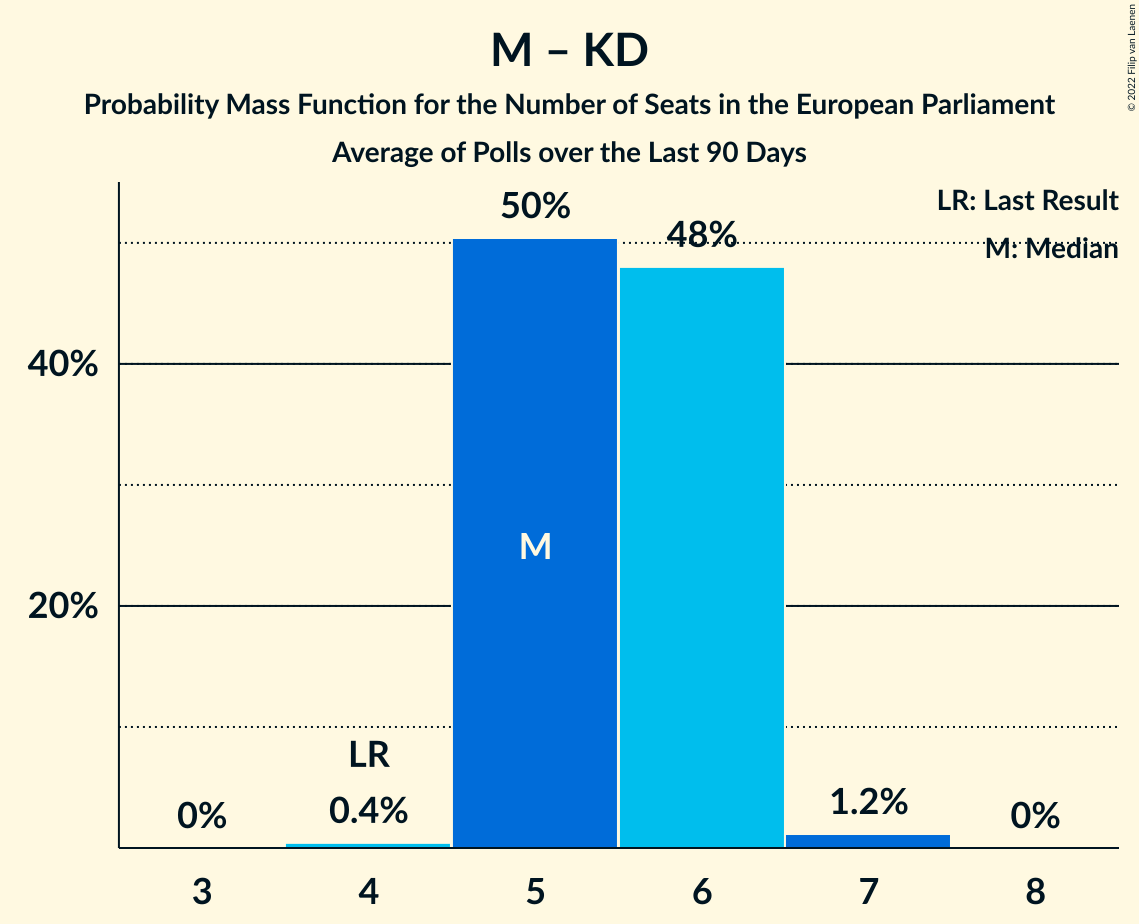 M – KD
Probability Mass Function for the Number of Seats in the European Parliament
Average of Polls over the Last 90 Days
© 2022 Filip van Laenen
LR: Last Result
M: Median
50%
48%
40%
M
20%
LR
0%
0.4%
1.2%
0%
3 4 5 6 7 8